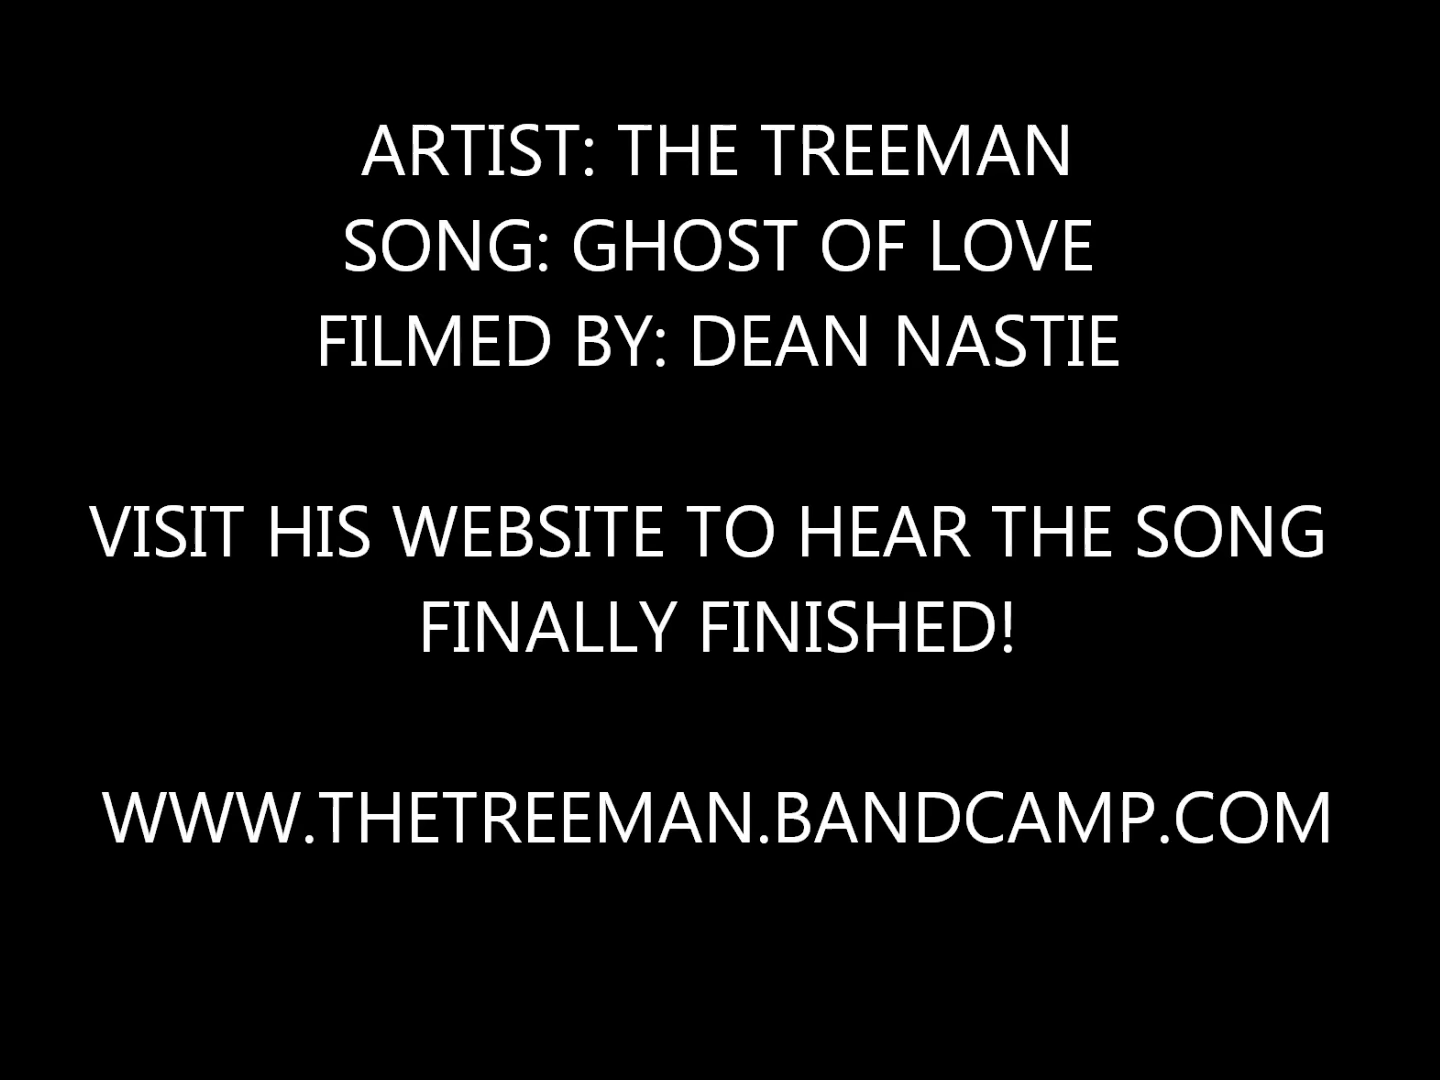 ARTIST: THE TREEMAN
SONG: GHOST OF LOVE
FILMED BY: DEAN NASTIE
VISIT HIS WEBSITE TO HEAR THE SONG
FINALLY FINISHED!
WWW.THETREEMAN.BANDCAMP.COM